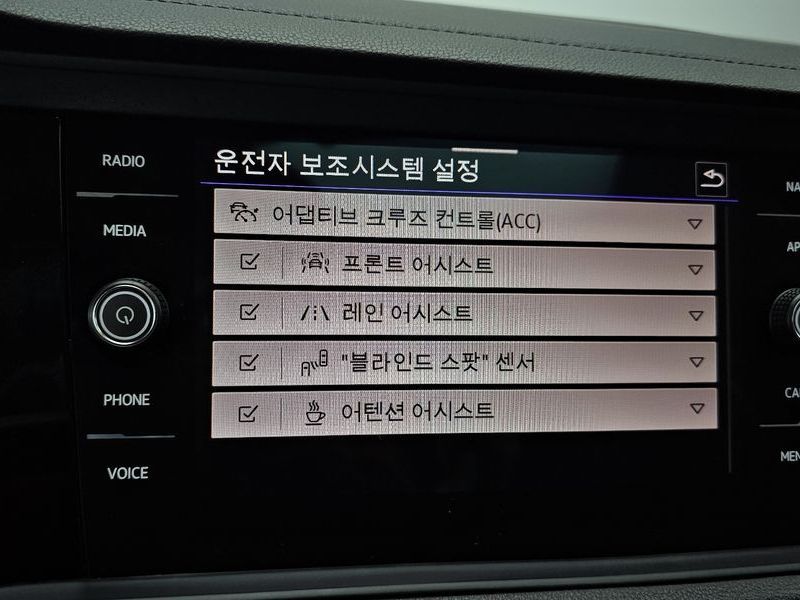 RADIO
MEDIA
PHONE
VOICE
운전자 보조시스템 설정
어댑티브 크루즈 컨트롤(ACC)
프론트 어시스트
레인 어시스트
"블라인드 스팟" 센서
어텐션 어시스트